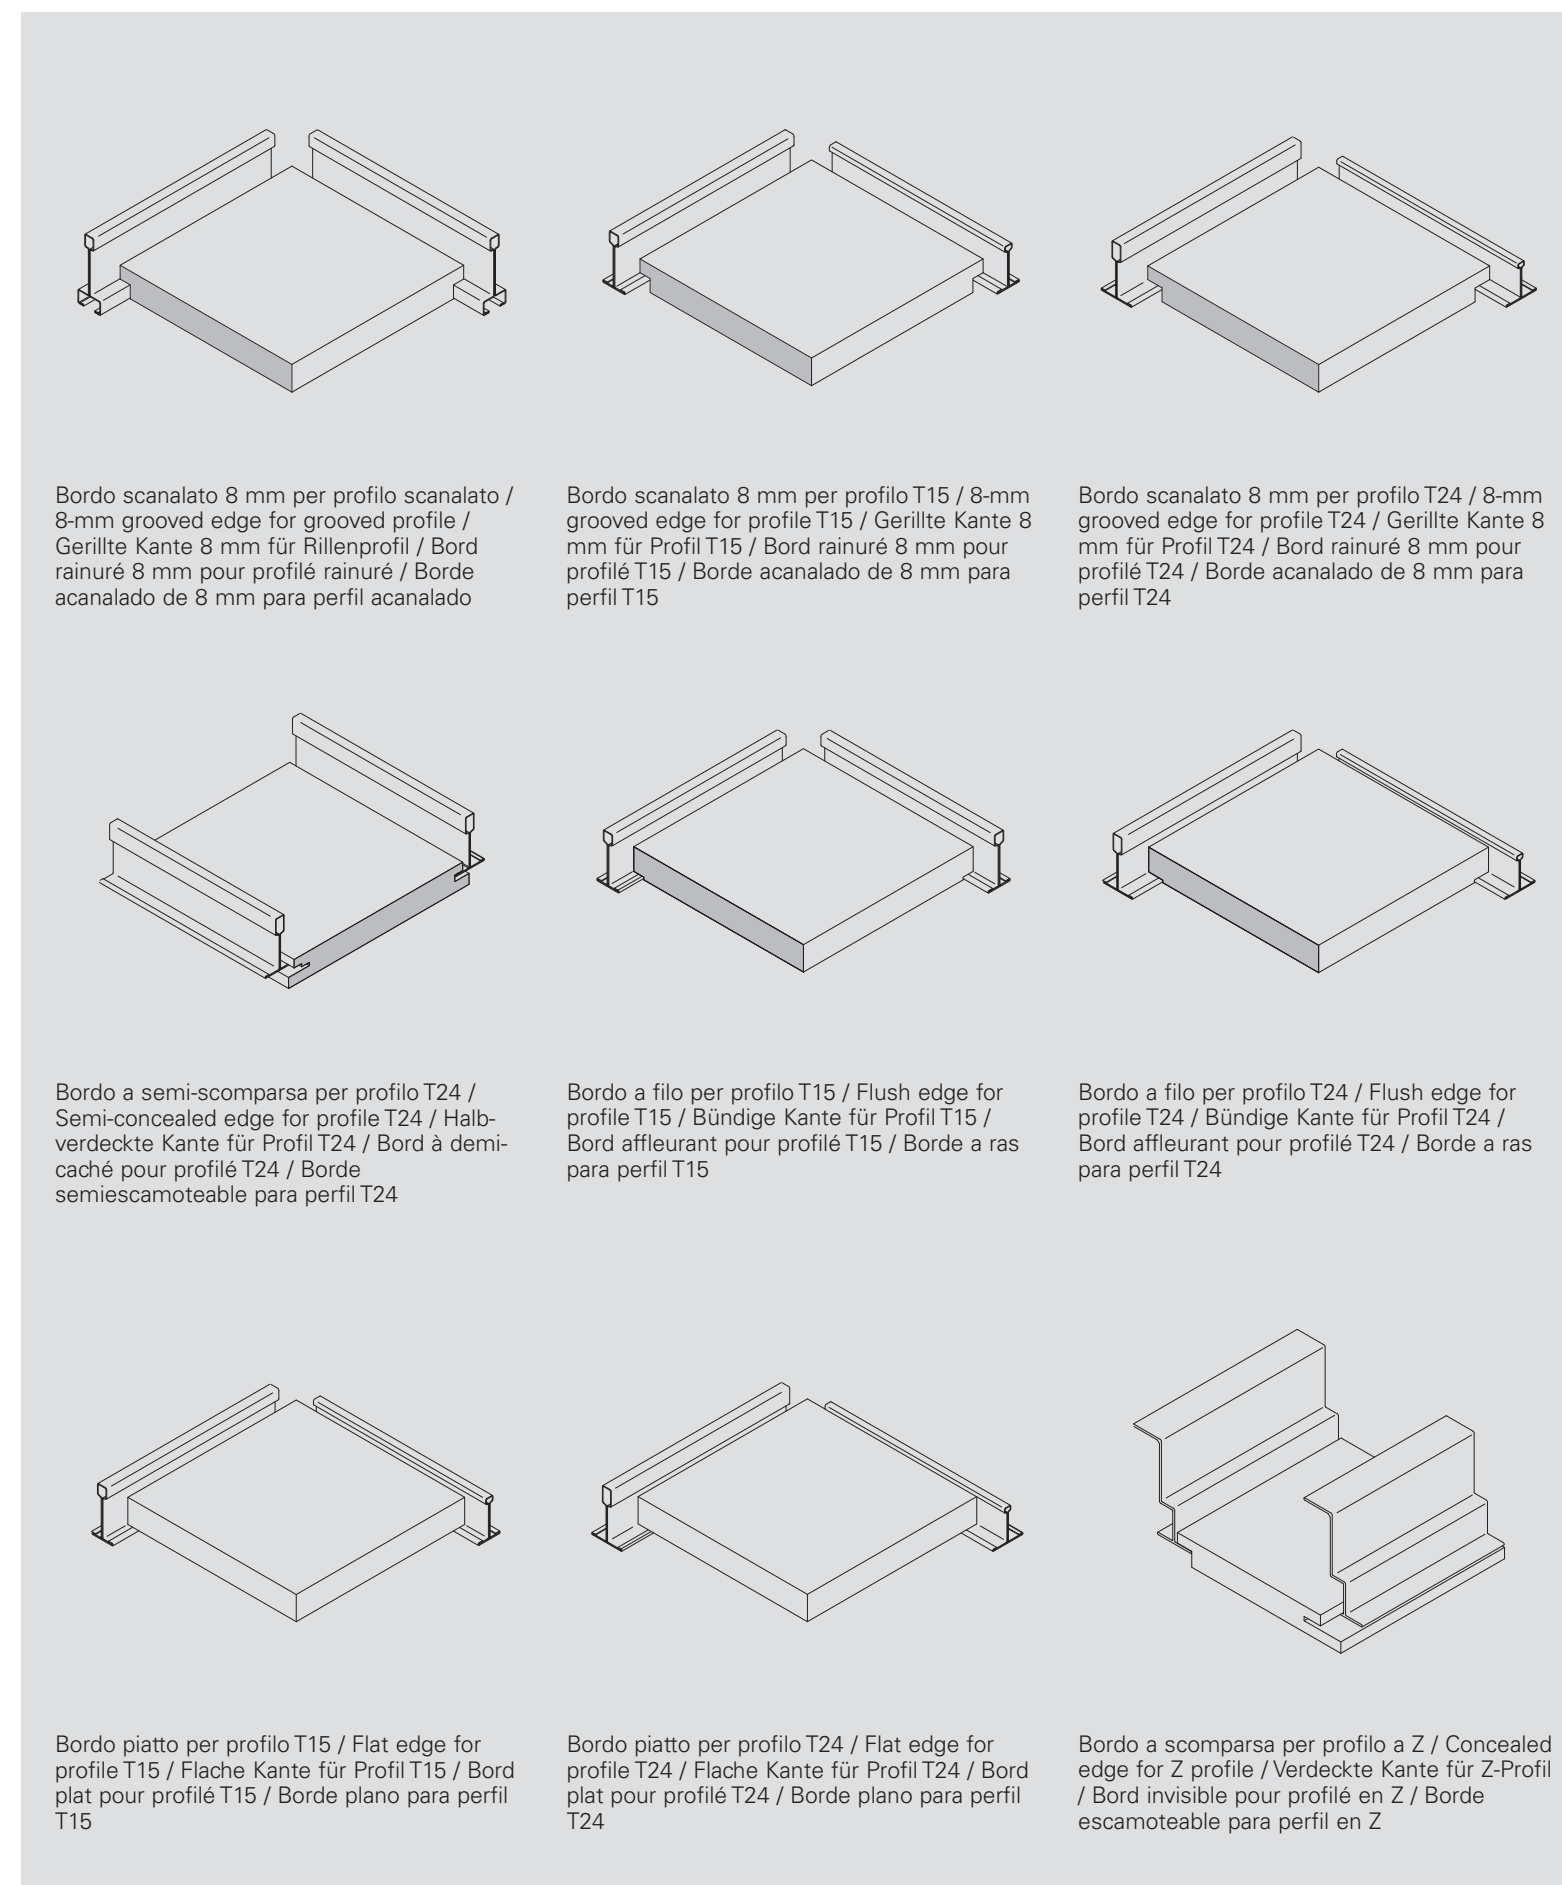 Bordo scanalato 8 mm per profilo scanalato /
8-mm grooved edge for grooved profile /
Gerillte Kante 8 mm für Rillenprofil / Bord
rainuré 8 mm pour profilé rainuré / Borde
acanalado de 8 mm para perfil acanalado
Bordo scanalato 8 mm per profilo T15 / 8-mm
grooved edge for profile T15 / Gerillte Kante 8
mm für Profil T15 / Bord rainuré 8 mm pour
profilé T15 / Borde acanalado de 8 mm para
perfil T15
Bordo scanalato 8 mm per profilo T24 / 8-mm
grooved edge for profile T24 / Gerillte Kante 8
mm für Profil T24 / Bord rainuré 8 mm pour
profilé T24 / Borde acanalado de 8 mm para
perfil T24
Bordo a semi-scomparsa per profilo T24 /
Semi-concealed edge for profile T24 / Halb-
verdeckte Kante für Profil T24 / Bord à demi-
caché pour profilé T24 / Borde
semiescamoteable para perfil T24
Bordo a filo per profilo T15 / Flush edge for
profile T15 / Bündige Kante für Profil T15 /
Bord affleurant pour profilé T15 / Borde a ras
para perfil T15
Bordo a filo per profilo T24 / Flush edge for
profile T24 / Bündige Kante für Profil T24 /
Bord affleurant pour profilé T24 / Borde a ras
para perfil T24
Bordo piatto per profilo T15 / Flat edge for
profile T15 / Flache Kante für Profil T15 / Bord
plat pour profilé T15 / Borde plano para perfil
T15
Bordo piatto per profilo T24 / Flat edge for
profile T24 / Flache Kante für Profil T24 / Bord
plat pour profilé T24 / Borde plano para perfil
T24
Bordo a scomparsa per profilo a Z / Concealed
edge for Z profile / Verdeckte Kante für Z-Profil
/ Bord invisible pour profilé en Z / Borde
escamoteable para perfil en Z